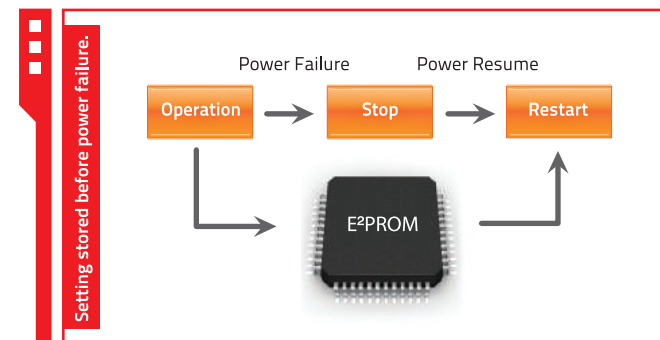 Setting stored before power failure.
Power Failure
Power Resume
Operation
Stop
Restart
E²PROM